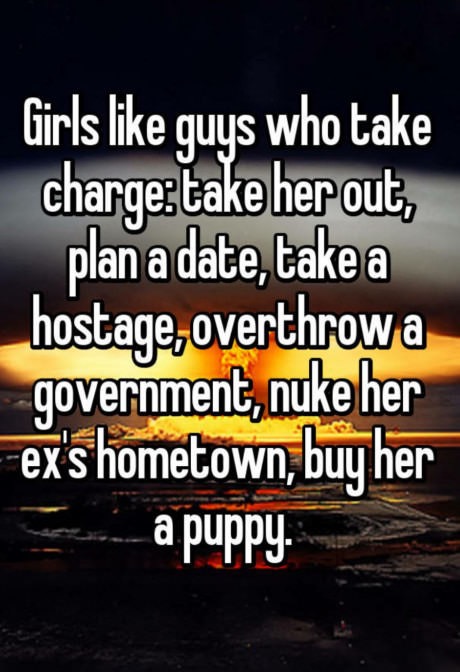 Girls like guys who take
charge: take her out,
plan a date, take a
hostage, overthrow a
government, nuke her
ex's hometown, buy her
a puppy.